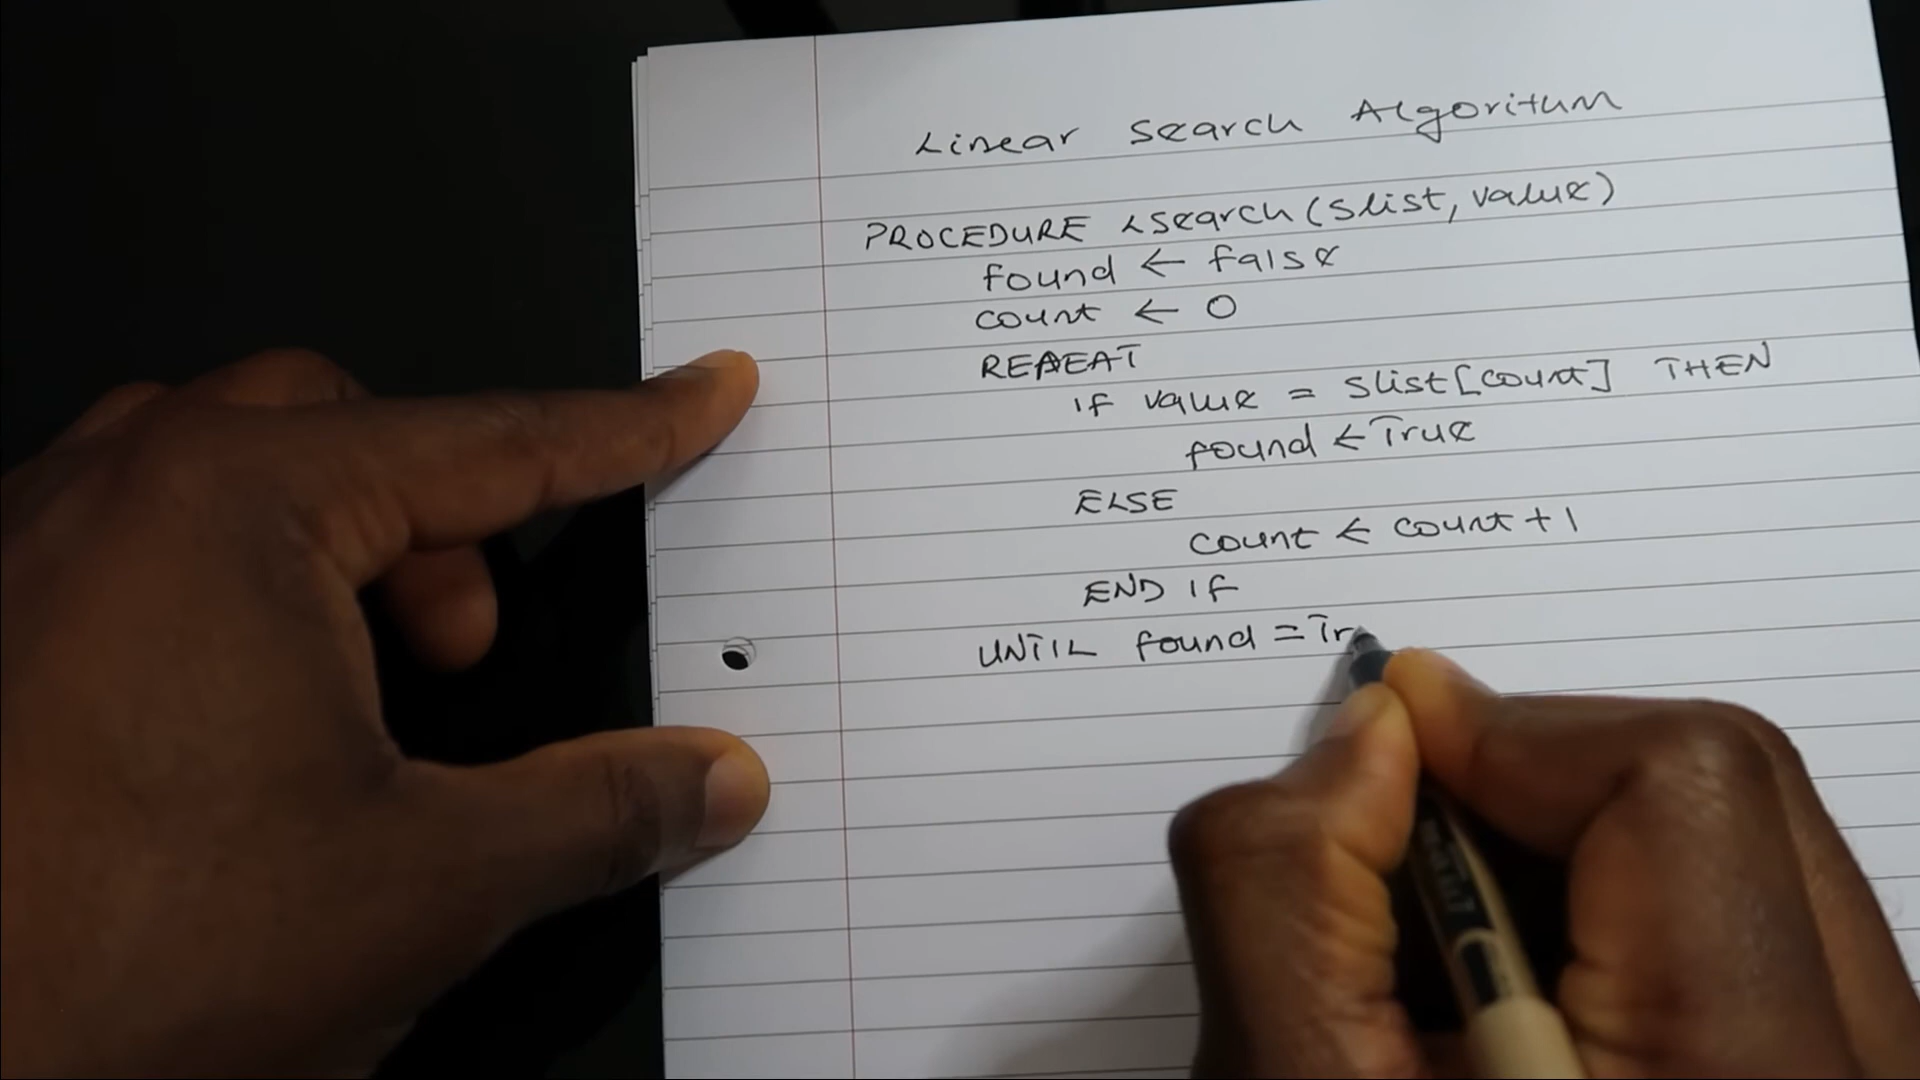 Linear Search Algorithm
PROCEDURE LSearch(Slist, value)
found ← false
count ← 0
REPEAT
IF value = Slist[count] THEN
found ← True
ELSE
count ← count + 1
END IF
UNTIL found = Tr